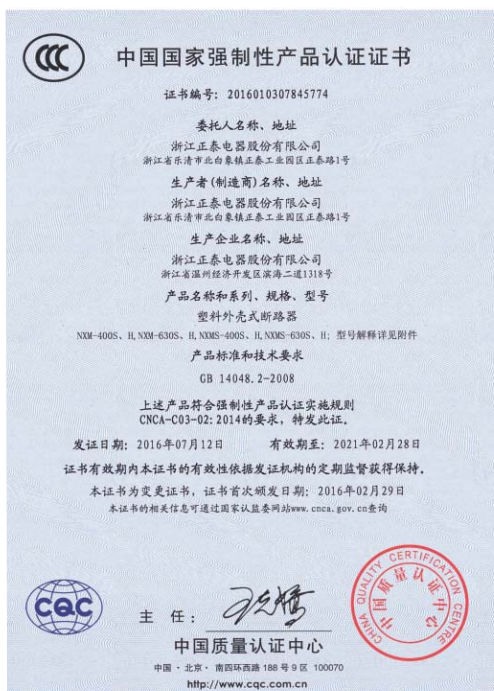 中国国家强制性产品认证证书
证书编号: 2016010307845774
委托人名称、地址
浙江正泰电器股份有限公司
浙江省乐清市北白象镇正泰工业园区正泰路1号
生产者(制造商)名称、地址
浙江正泰电器股份有限公司
浙江省乐清市北白象镇正泰工业园区正泰路1号
生产企业名称、地址
浙江正泰电器股份有限公司
浙江省温州经济开发区滨海二道1318号
产品名称和系列、规格、型号
塑料外壳式断路器
NXM-400S、H,NXM-630S、H,NXMS-400S、H,NXMS-630S、H; 型号解释详见附件
产品标准和技术要求
GB 14048.2-2008
上述产品符合强制性产品认证实施规则
CNCA-C03-02:2014的要求，特发此证。
发证日期: 2016年07月12日 有效期至: 2021年02月28日
证书有效期内本证书的有效性依据发证机构的定期监督获得保持。
本证书为变更证书，证书首次颁发日期: 2016年02月29日
本证书的相关信息可通过国家认监委网站www.cnca.gov.cn查询
CHINA QUALITY CERTIFICATION CENTRE
中国质量认证中心
CQC
主 任:
中国质量认证中心
中国·北京·南四环西路188号9区 100070
http://www.cqc.com.cn